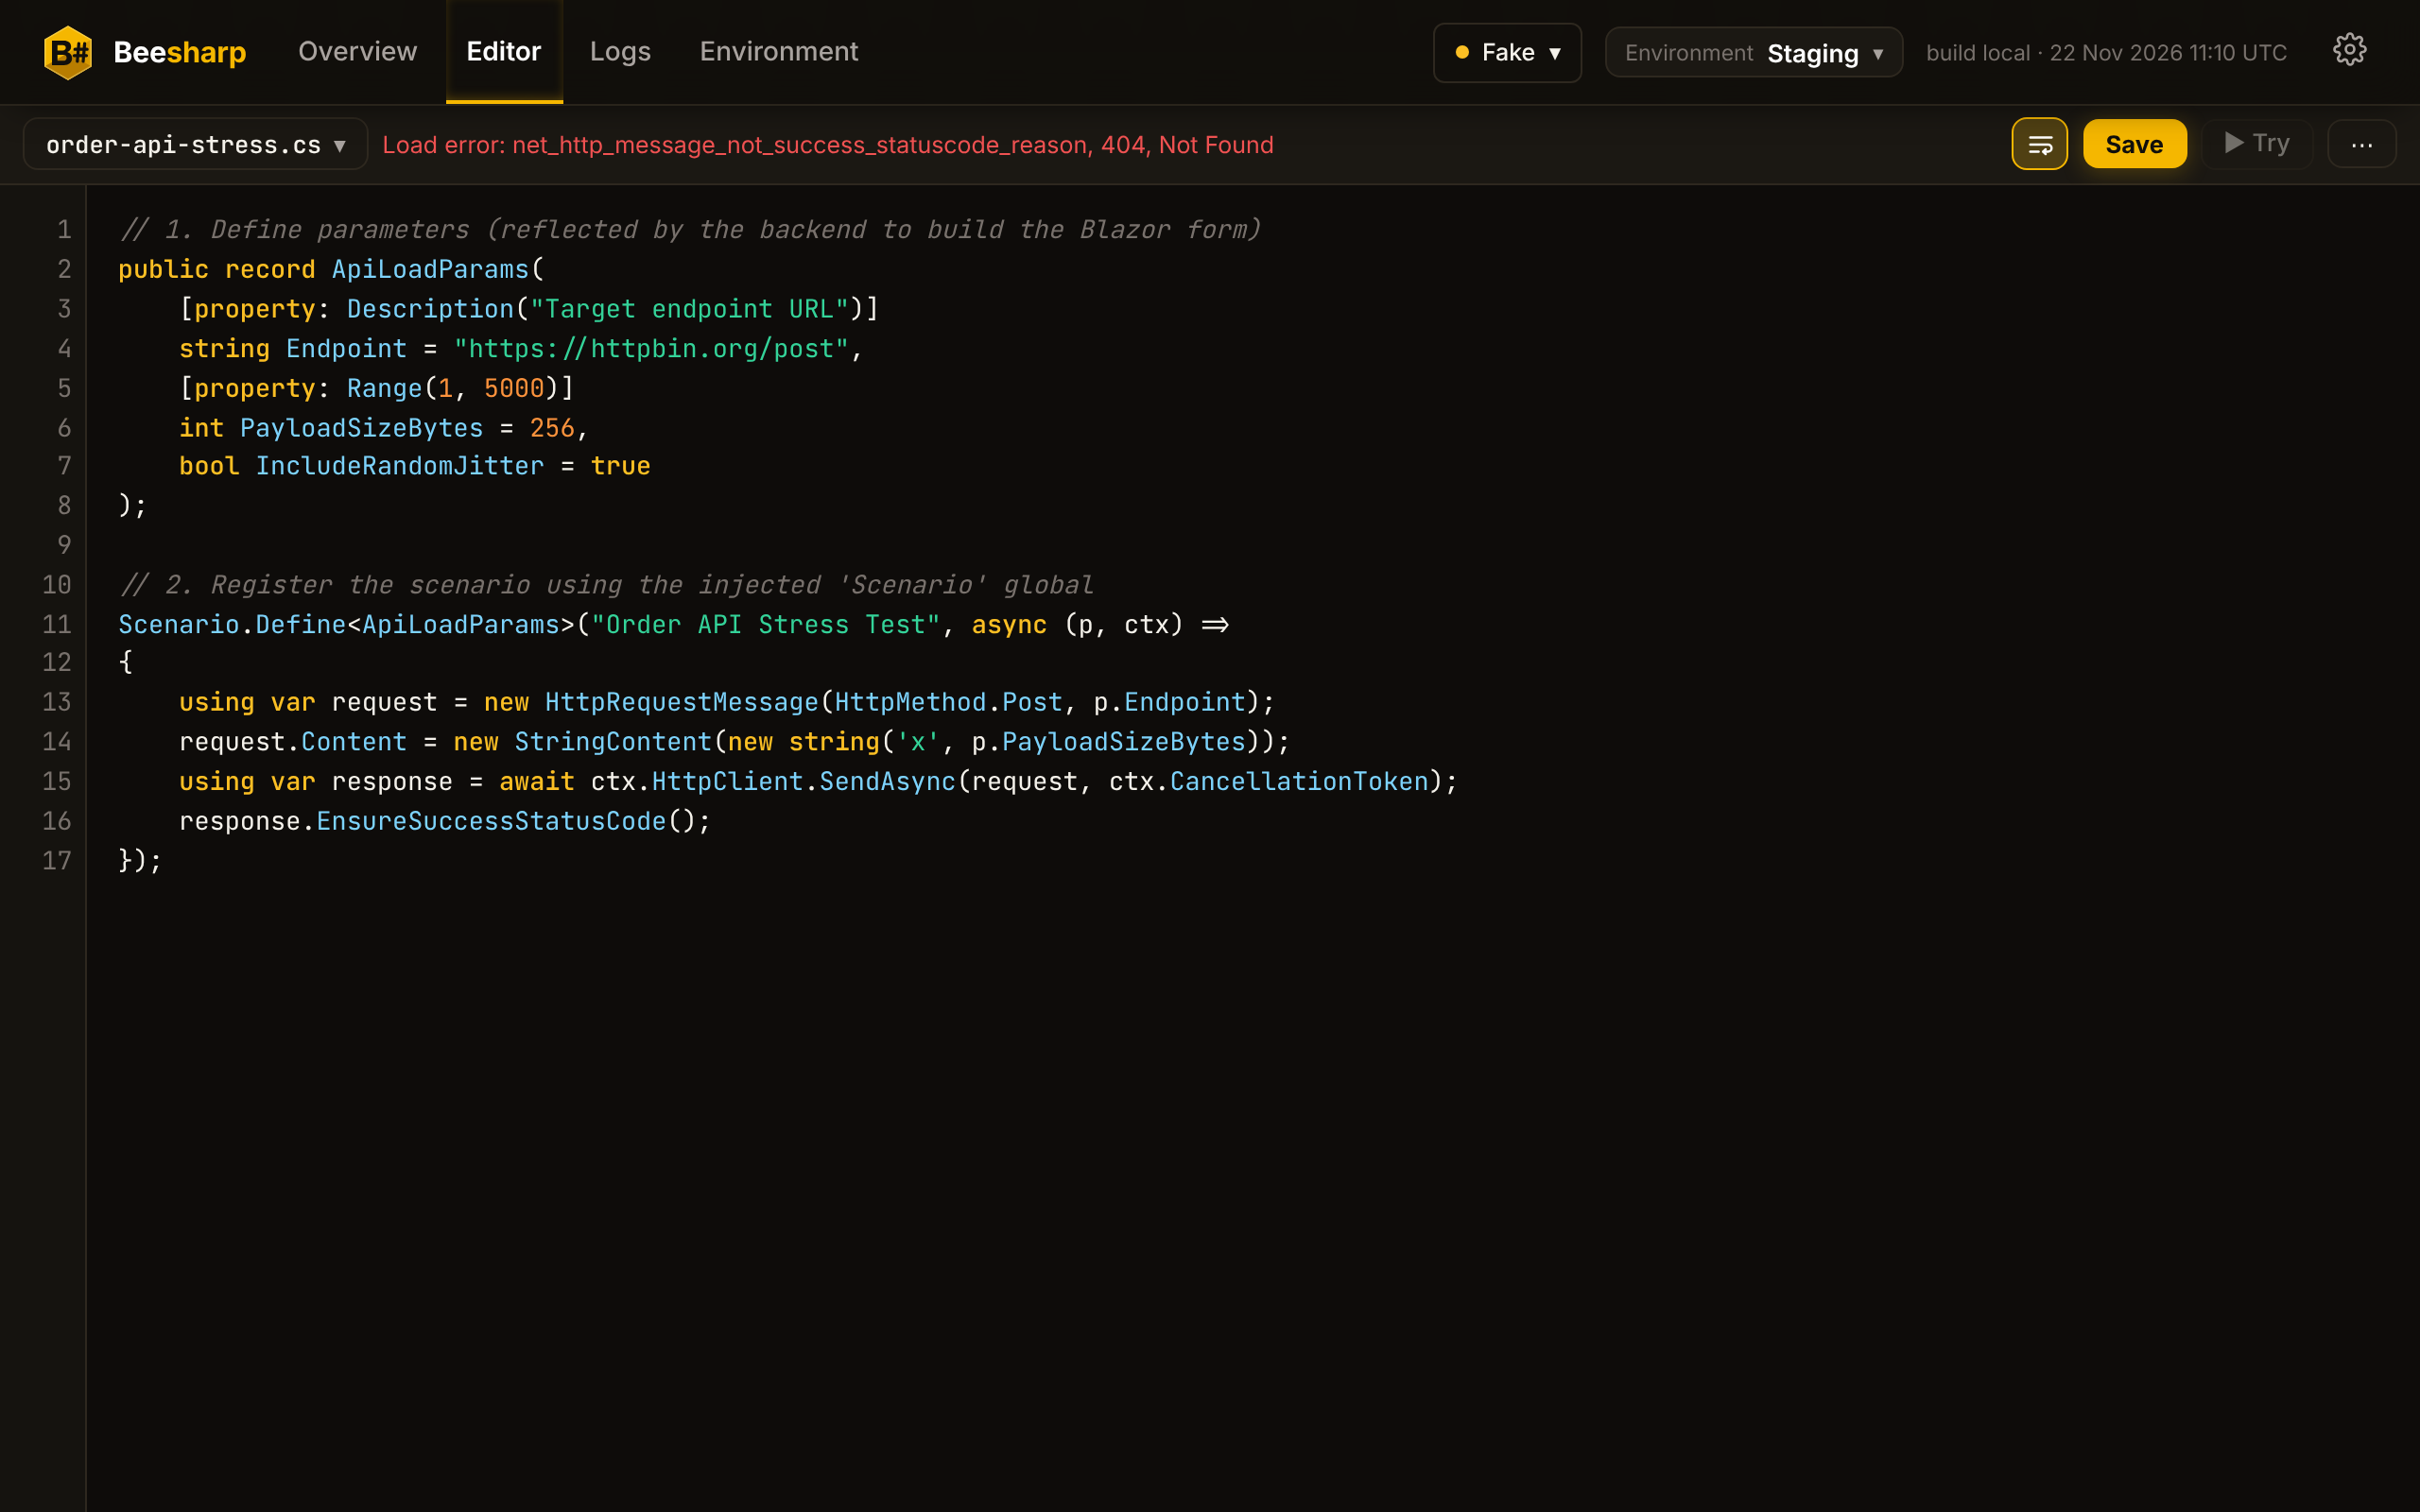 B# Beesharp Overview Editor Logs Environment Fake ▾ Environment Staging ▾ build local · 22 Nov 2026 11:10 UTC
order-api-stress.cs ▾ Load error: net_http_message_not_success_statuscode_reason, 404, Not Found Save ▶ Try ...
1 // 1. Define parameters (reflected by the backend to build the Blazor form)
2 public record ApiLoadParams(
3     [property: Description("Target endpoint URL")]
4     string Endpoint = "https://httpbin.org/post",
5     [property: Range(1, 5000)]
6     int PayloadSizeBytes = 256,
7     bool IncludeRandomJitter = true
8 );
9
10 // 2. Register the scenario using the injected 'Scenario' global
11 Scenario.Define<ApiLoadParams>("Order API Stress Test", async (p, ctx) =>
12 {
13     using var request = new HttpRequestMessage(HttpMethod.Post, p.Endpoint);
14     request.Content = new StringContent(new string('x', p.PayloadSizeBytes));
15     using var response = await ctx.HttpClient.SendAsync(request, ctx.CancellationToken);
16     response.EnsureSuccessStatusCode();
17 });